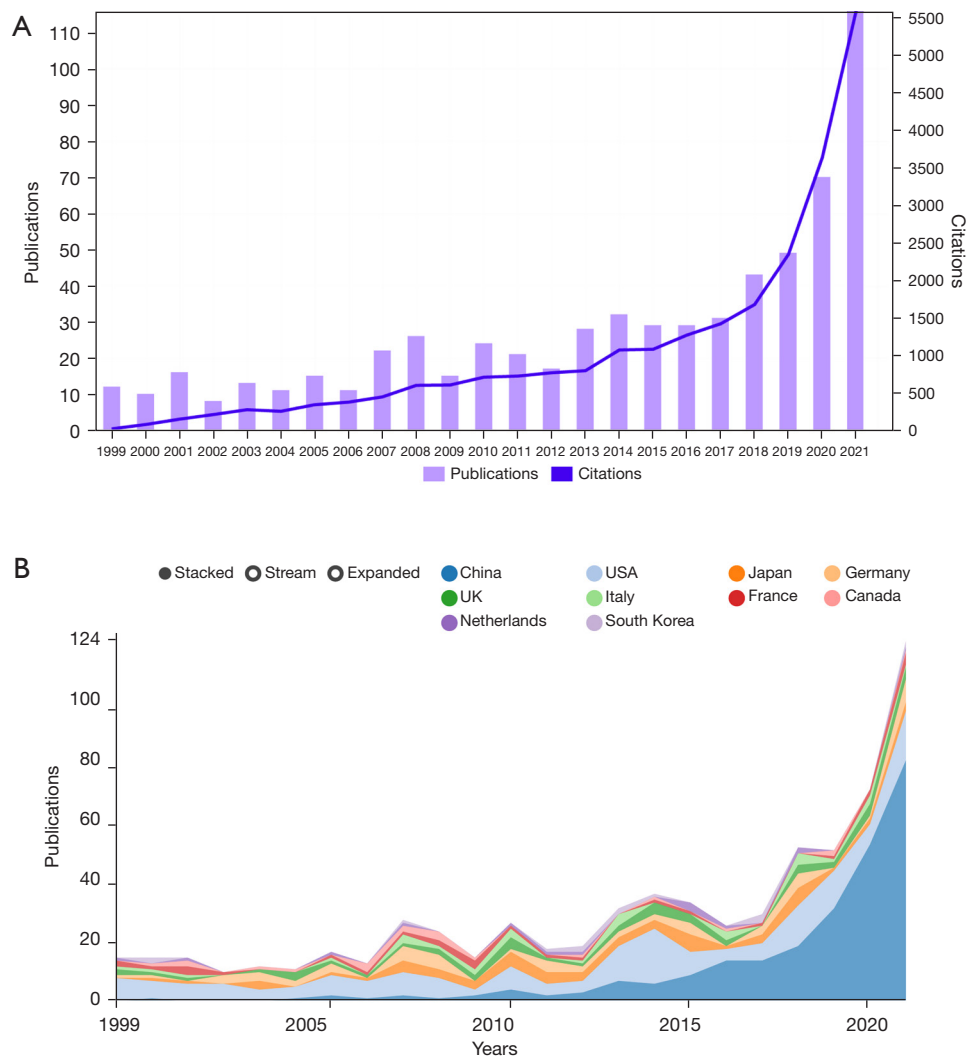 A
Publications
110
100
90
80
70
60
50
40
30
20
10
0
5500
5000
4500
4000
3500
3000
2500
2000
1500
1000
500
0
Citations
1999 2000 2001 2002 2003 2004 2005 2006 2007 2008 2009 2010 2011 2012 2013 2014 2015 2016 2017 2018 2019 2020 2021
Publications Citations
B
Stacked Stream Expanded China USA Japan Germany
UK Italy France Canada
Netherlands South Korea
Publications
124
100
80
60
40
20
0
1999 2005 2010 2015 2020
Years